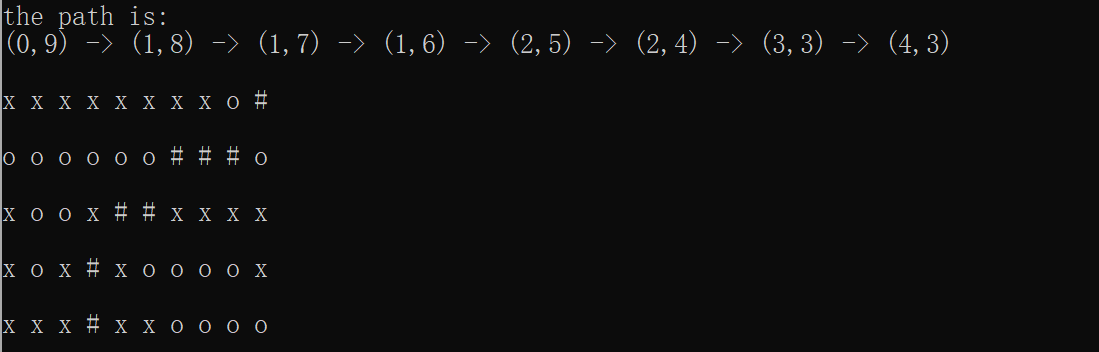 the path is:
(0,9) -> (1,8) -> (1,7) -> (1,6) -> (2,5) -> (2,4) -> (3,3) -> (4,3)
x x x x x x x x o #
o o o o o o # # # o
x o o x # # x x x x
x o x # x o o o o x
x x x # x x o o o o